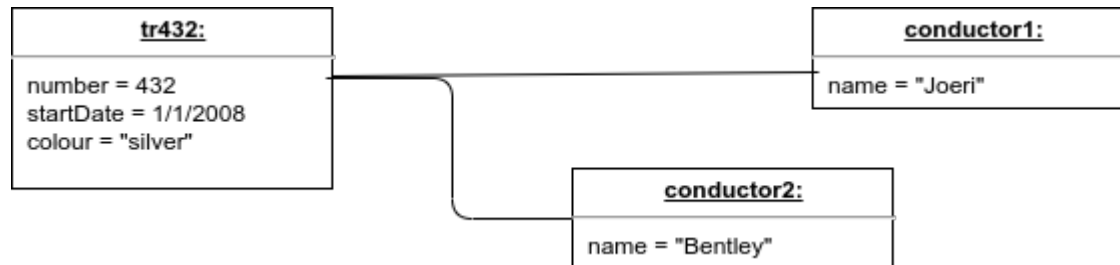 tr432:
number = 432
startDate = 1/1/2008
colour = "silver"
conductor1:
name = "Joeri"
conductor2:
name = "Bentley"